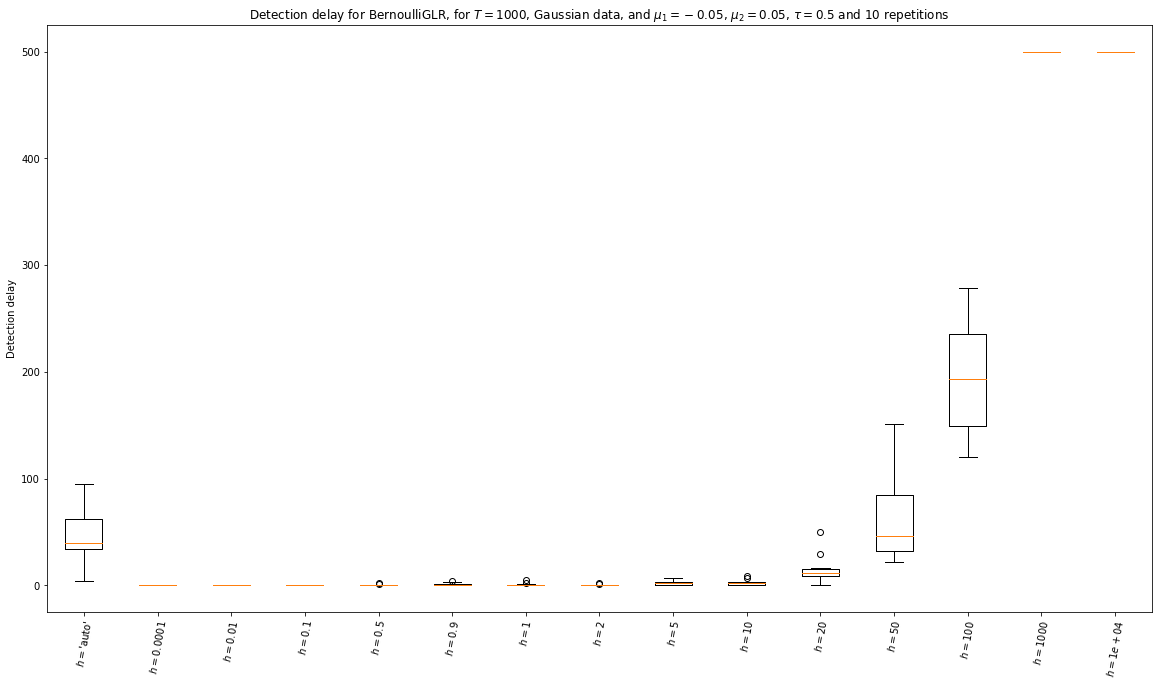 Detection delay for BernoulliGLR, for T = 1000, Gaussian data, and μ₁ = − 0.05, μ₂ = 0.05, τ = 0.5 and 10 repetitions
500
400
300
200
100
0
Detection delay
h = 'auto'
h = 0.0001
h = 0.01
h = 0.1
h = 0.5
h = 0.9
h = 1
h = 2
h = 5
h = 10
h = 20
h = 50
h = 100
h = 1000
h = 1e + 04